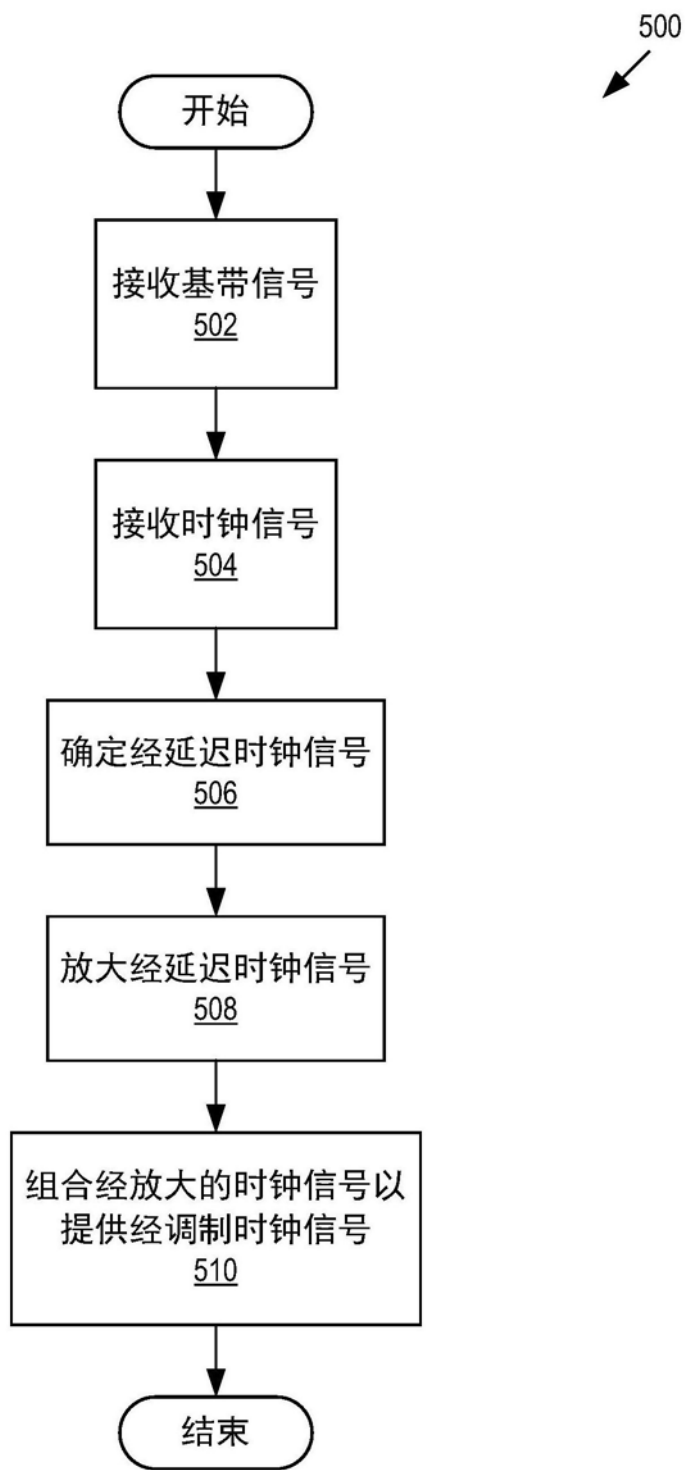 500
开始
接收基带信号
502
接收时钟信号
504
确定经延迟时钟信号
506
放大经延迟时钟信号
508
组合经放大的时钟信号以
提供经调制时钟信号
510
结束